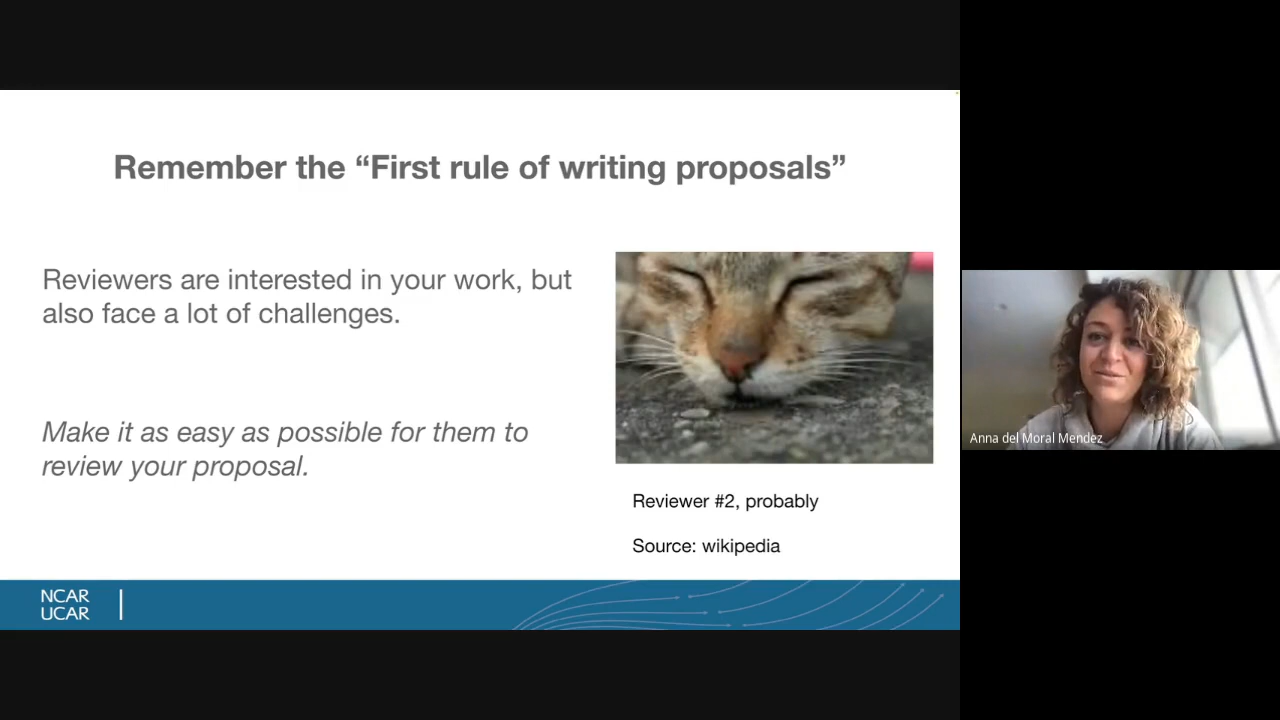 Remember the “First rule of writing proposals”
Reviewers are interested in your work, but
also face a lot of challenges.
Make it as easy as possible for them to
review your proposal.
Reviewer #2, probably
Source: wikipedia
NCAR
UCAR
Anna del Moral Mendez